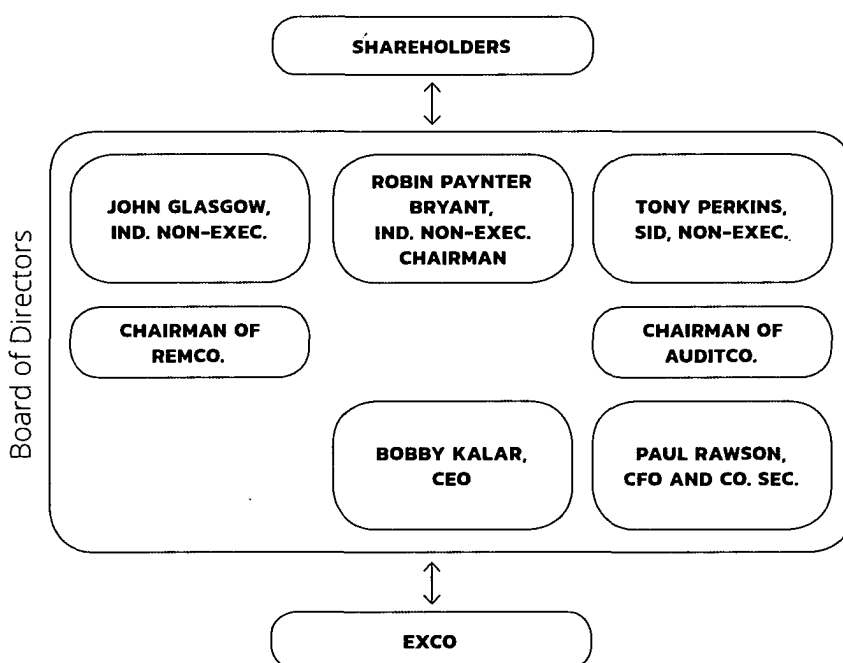 SHAREHOLDERS
Board of Directors
JOHN GLASGOW,
IND. NON-EXEC.
ROBIN PAYNTER
BRYANT,
IND. NON-EXEC.
CHAIRMAN
TONY PERKINS,
SID, NON-EXEC.
CHAIRMAN OF
REMCO.
CHAIRMAN OF
AUDITCO.
BOBBY KALAR,
CEO
PAUL RAWSON,
CFO AND CO. SEC.
EXCO